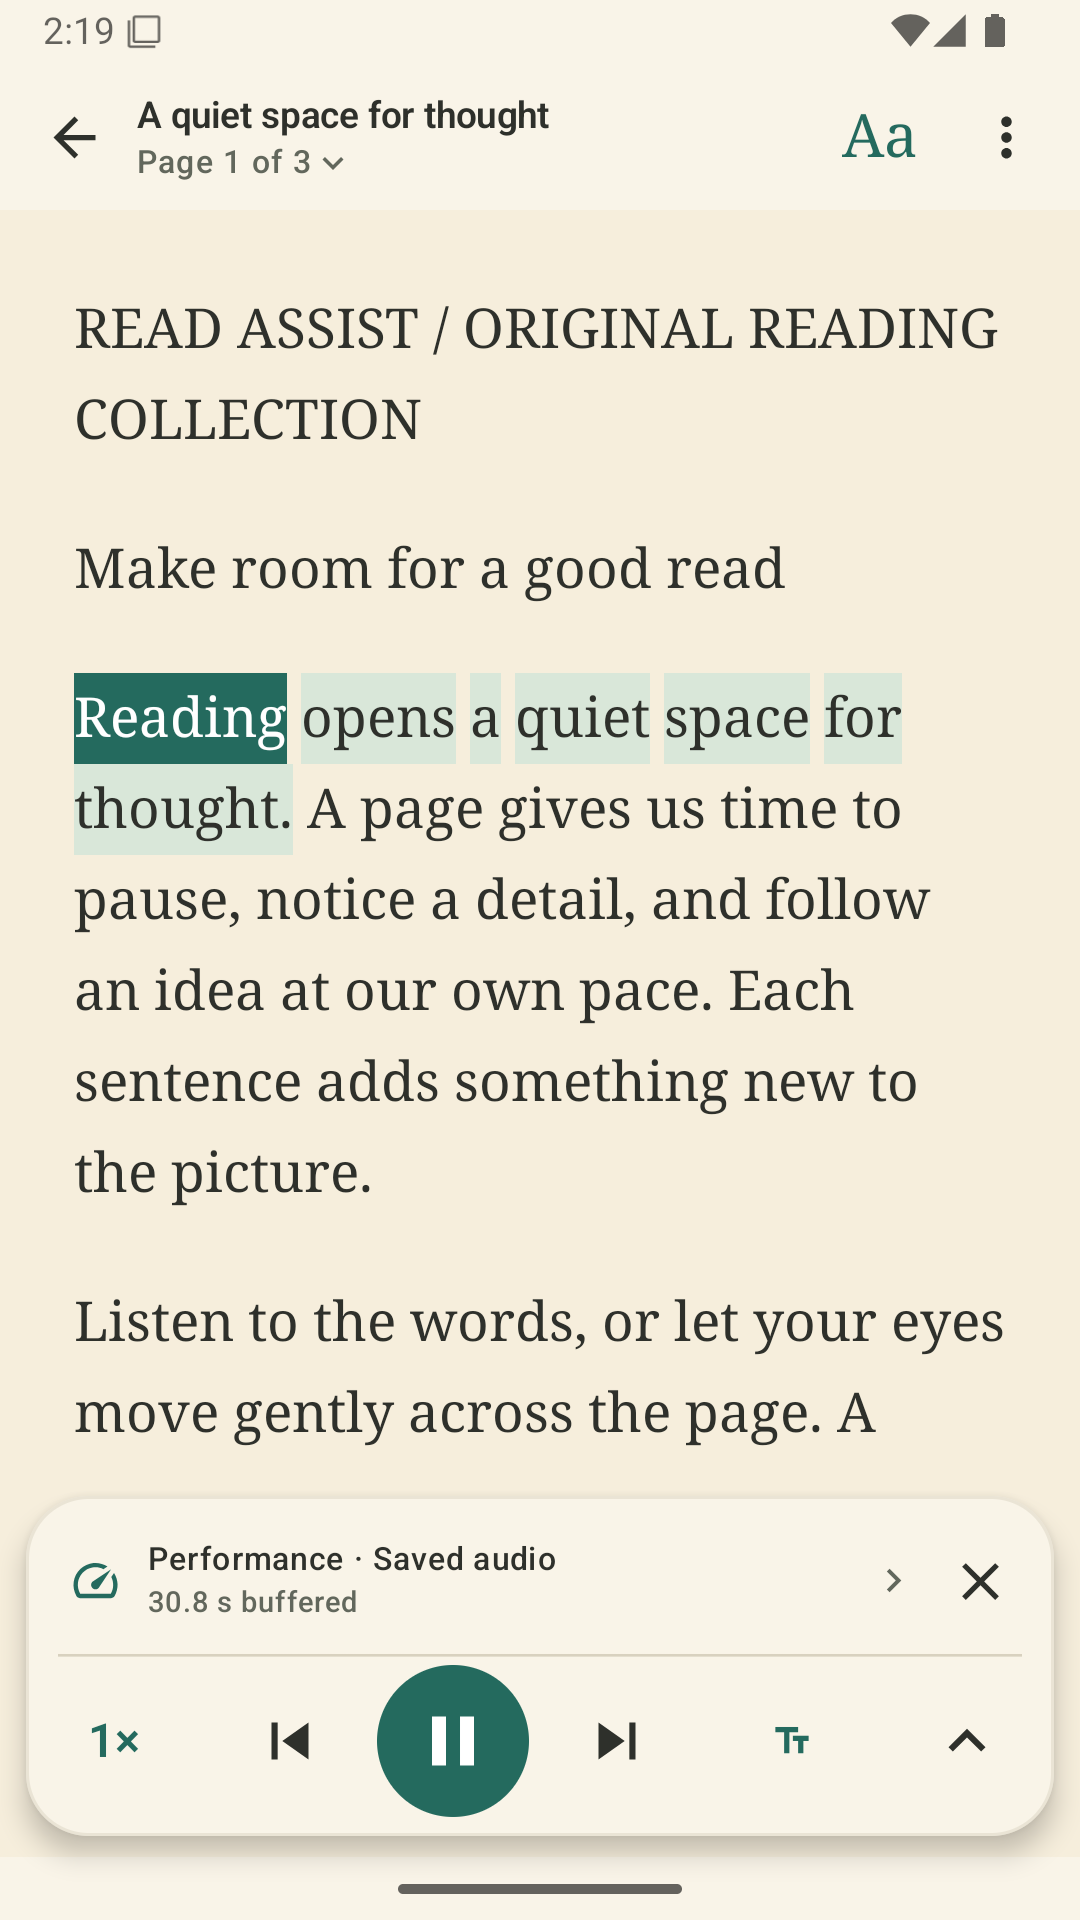 2:19
A quiet space for thought
Page 1 of 3
Aa
READ ASSIST / ORIGINAL READING
COLLECTION
Make room for a good read
Reading opens a quiet space for
thought. A page gives us time to
pause, notice a detail, and follow
an idea at our own pace. Each
sentence adds something new to
the picture.
Listen to the words, or let your eyes
move gently across the page. A
Performance · Saved audio
30.8 s buffered
1×
Tт